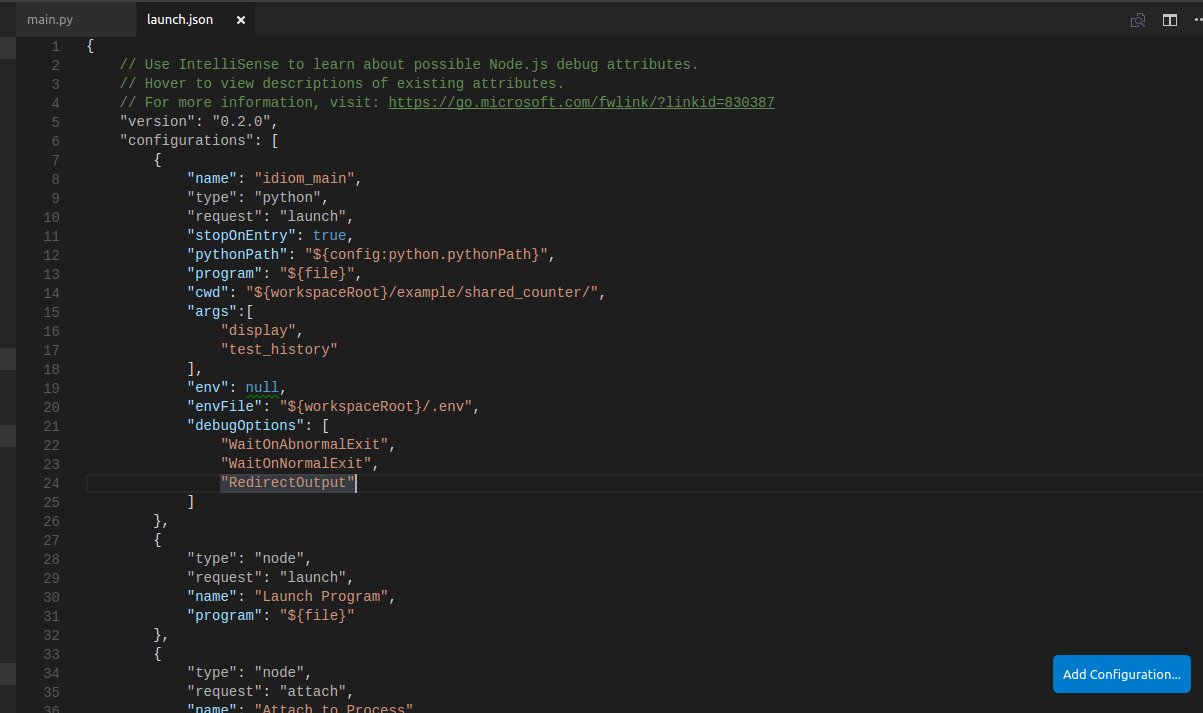 main.py launch.json ×
1 {
2 // Use IntelliSense to learn about possible Node.js debug attributes.
3 // Hover to view descriptions of existing attributes.
4 // For more information, visit: https://go.microsoft.com/fwlink/?linkid=830387
5 "version": "0.2.0",
6 "configurations": [
7 {
8 "name": "idiom_main",
9 "type": "python",
10 "request": "launch",
11 "stopOnEntry": true,
12 "pythonPath": "${config:python.pythonPath}",
13 "program": "${file}",
14 "cwd": "${workspaceRoot}/example/shared_counter/",
15 "args":[
16 "display",
17 "test_history"
18 ],
19 "env": null,
20 "envFile": "${workspaceRoot}/.env",
21 "debugOptions": [
22 "WaitOnAbnormalExit",
23 "WaitOnNormalExit",
24 "RedirectOutput"
25 ]
26 },
27 {
28 "type": "node",
29 "request": "launch",
30 "name": "Launch Program",
31 "program": "${file}"
32 },
33 {
34 "type": "node",
35 "request": "attach",
36 "name": "Attach to Process"
Add Configuration...